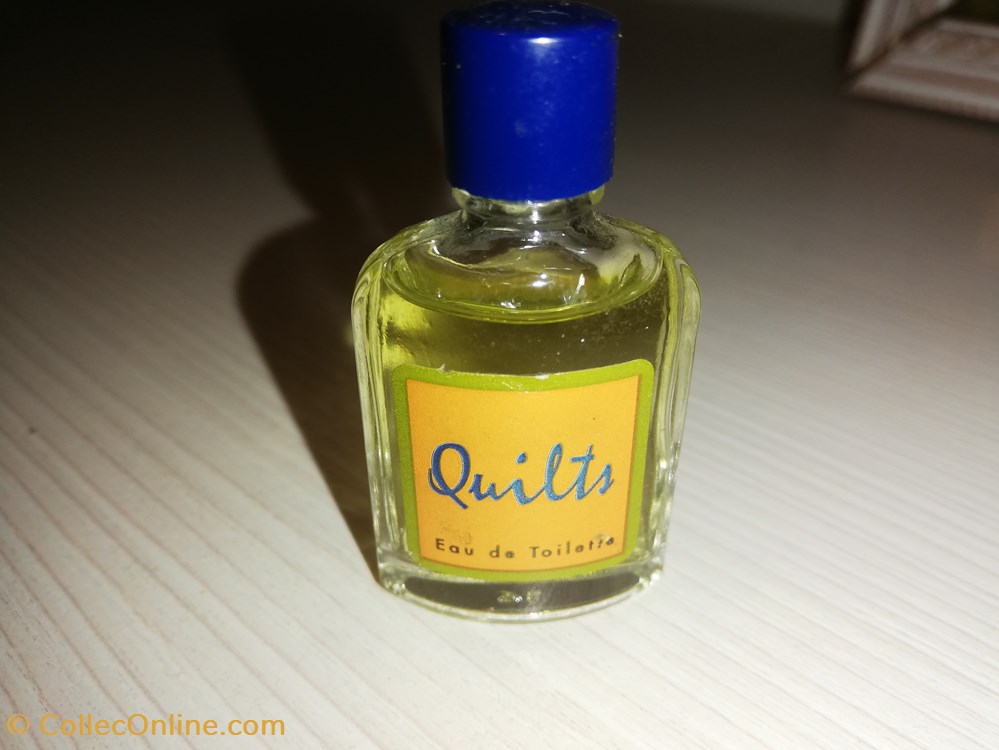 Quilts
Eau de Toilette
© CollecOnline.com